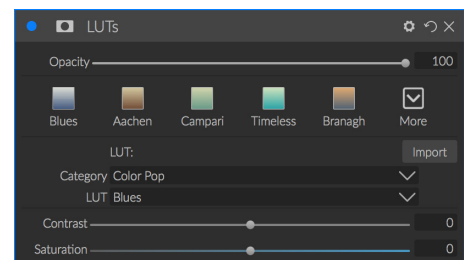 LUTs
Opacity 100
Blues Aachen Campari Timeless Branagh More
LUT: Import
Category Color Pop
LUT Blues
Contrast 0
Saturation 0